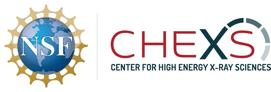 NSF
CHEXS
CENTER FOR HIGH ENERGY X-RAY SCIENCES